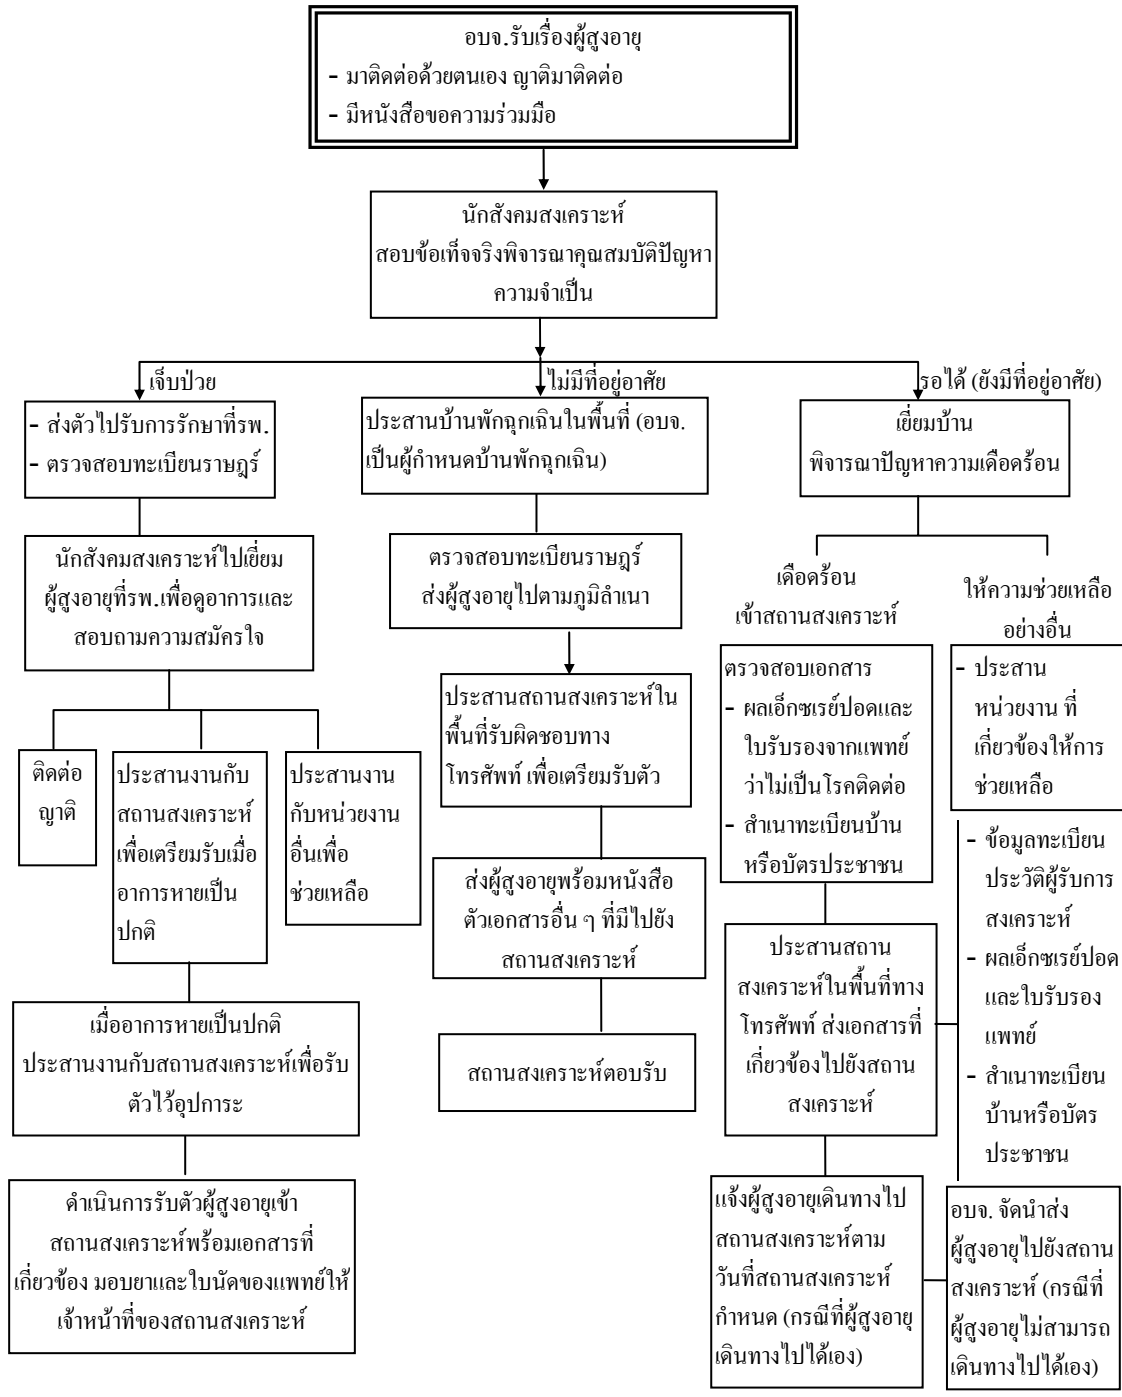 อบจ.รับเรื่องผู้สูงอายุ
- มาติดต่อด้วยตนเอง ญาติมาติดต่อ
- มีหนังสือขอความร่วมมือ
นักสังคมสงเคราะห์
สอบข้อเท็จจริงพิจารณาคุณสมบัติปัญหา
ความจำเป็น
เจ็บป่วย
- ส่งตัวไปรับการรักษาที่รพ.
- ตรวจสอบทะเบียนราษฎร์
นักสังคมสงเคราะห์ไปเยี่ยม
ผู้สูงอายุที่รพ.เพื่อดูอาการและ
สอบถามความสมัครใจ
ติดต่อ
ญาติ
ประสานงานกับ
สถานสงเคราะห์
เพื่อเตรียมรับเมื่อ
อาการหายเป็น
ปกติ
ประสานงาน
กับหน่วยงาน
อื่นเพื่อ
ช่วยเหลือ
เมื่ออาการหายเป็นปกติ
ประสานงานกับสถานสงเคราะห์เพื่อรับ
ตัวไว้อุปการะ
ดำเนินการรับตัวผู้สูงอายุเข้า
สถานสงเคราะห์พร้อมเอกสารที่
เกี่ยวข้อง มอบยาและใบนัดของแพทย์ให้
เจ้าหน้าที่ของสถานสงเคราะห์
ไม่มีที่อยู่อาศัย
ประสานบ้านพักฉุกเฉินในพื้นที่ (อบจ.
เป็นผู้กำหนดบ้านพักฉุกเฉิน)
ตรวจสอบทะเบียนราษฎร์
ส่งผู้สูงอายุไปตามภูมิลำเนา
ประสานสถานสงเคราะห์ใน
พื้นที่รับผิดชอบทาง
โทรศัพท์ เพื่อเตรียมรับตัว
ส่งผู้สูงอายุพร้อมหนังสือ
ตัวเอกสารอื่น ๆ ที่มีไปยัง
สถานสงเคราะห์
สถานสงเคราะห์ตอบรับ
รอได้ (ยังมีที่อยู่อาศัย)
เยี่ยมบ้าน
พิจารณาปัญหาความเดือดร้อน
เดือดร้อน
เข้าสถานสงเคราะห์
ตรวจสอบเอกสาร
- ผลเอ็กซเรย์ปอดและ
ใบรับรองจากแพทย์
ว่าไม่เป็นโรคติดต่อ
- สำเนาทะเบียนบ้าน
หรือบัตรประชาชน
ให้ความช่วยเหลือ
อย่างอื่น
- ประสาน
หน่วยงาน ที่
เกี่ยวข้องให้การ
ช่วยเหลือ
ประสานสถาน
สงเคราะห์ในพื้นที่ทาง
โทรศัพท์ ส่งเอกสารที่
เกี่ยวข้องไปยังสถาน
สงเคราะห์
- ข้อมูลทะเบียน
ประวัติผู้รับการ
สงเคราะห์
- ผลเอ็กซเรย์ปอด
และใบรับรอง
แพทย์
- สำเนาทะเบียน
บ้านหรือบัตร
ประชาชน
แจ้งผู้สูงอายุเดินทางไป
สถานสงเคราะห์ตาม
วันที่สถานสงเคราะห์
กำหนด (กรณีที่ผู้สูงอายุ
เดินทางไปได้เอง)
อบจ. จัดนำส่ง
ผู้สูงอายุไปยังสถาน
สงเคราะห์ (กรณีที่
ผู้สูงอายุไม่สามารถ
เดินทางไปได้เอง)